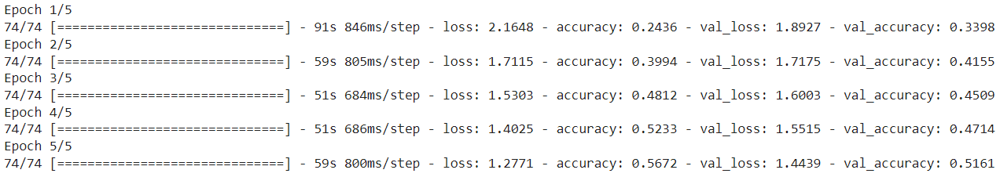 Epoch 1/5
74/74 [==============================] - 91s 846ms/step - loss: 2.1648 - accuracy: 0.2436 - val_loss: 1.8927 - val_accuracy: 0.3398
Epoch 2/5
74/74 [==============================] - 59s 805ms/step - loss: 1.7115 - accuracy: 0.3994 - val_loss: 1.7175 - val_accuracy: 0.4155
Epoch 3/5
74/74 [==============================] - 51s 684ms/step - loss: 1.5303 - accuracy: 0.4812 - val_loss: 1.6003 - val_accuracy: 0.4509
Epoch 4/5
74/74 [==============================] - 51s 686ms/step - loss: 1.4025 - accuracy: 0.5233 - val_loss: 1.5515 - val_accuracy: 0.4714
Epoch 5/5
74/74 [==============================] - 59s 800ms/step - loss: 1.2771 - accuracy: 0.5672 - val_loss: 1.4439 - val_accuracy: 0.5161